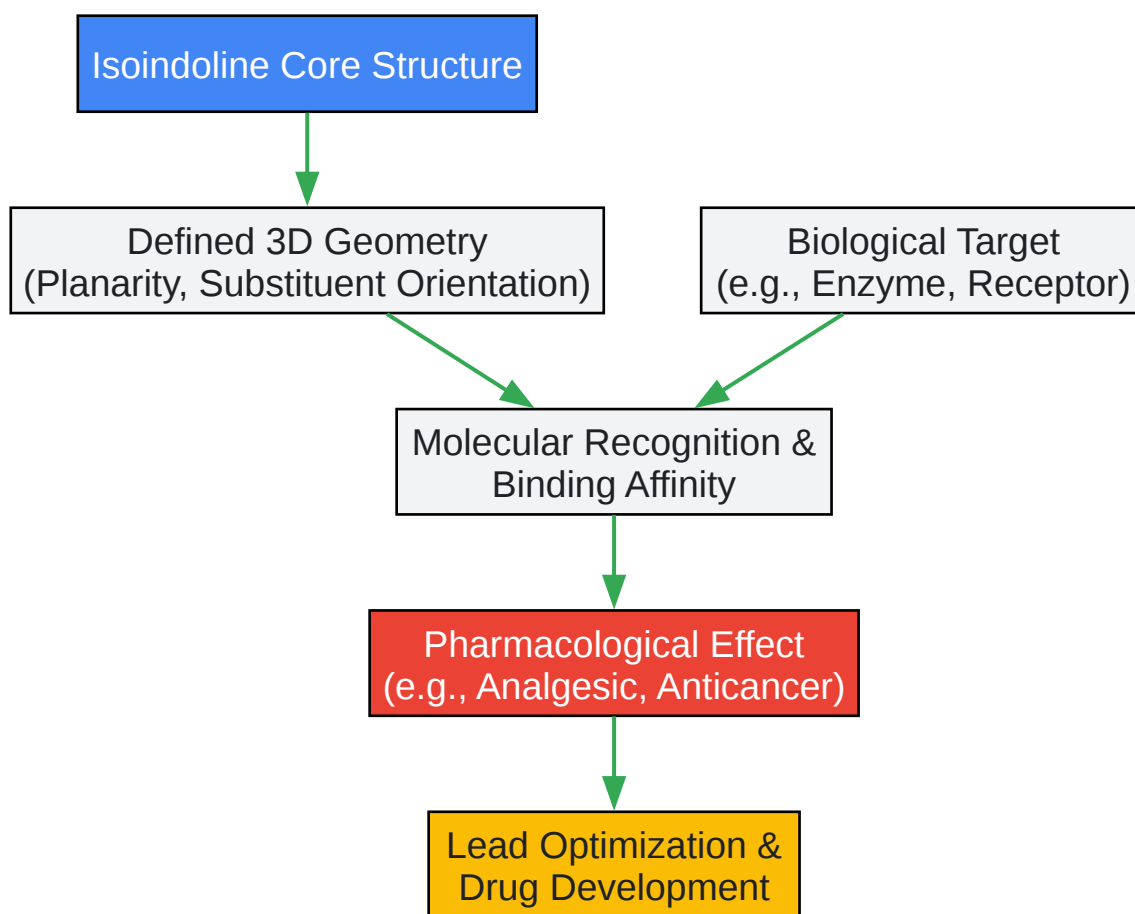 Isoindoline Core Structure
Defined 3D Geometry
(Planarity, Substituent Orientation)
Biological Target
(e.g., Enzyme, Receptor)
Molecular Recognition &
Binding Affinity
Pharmacological Effect
(e.g., Analgesic, Anticancer)
Lead Optimization &
Drug Development